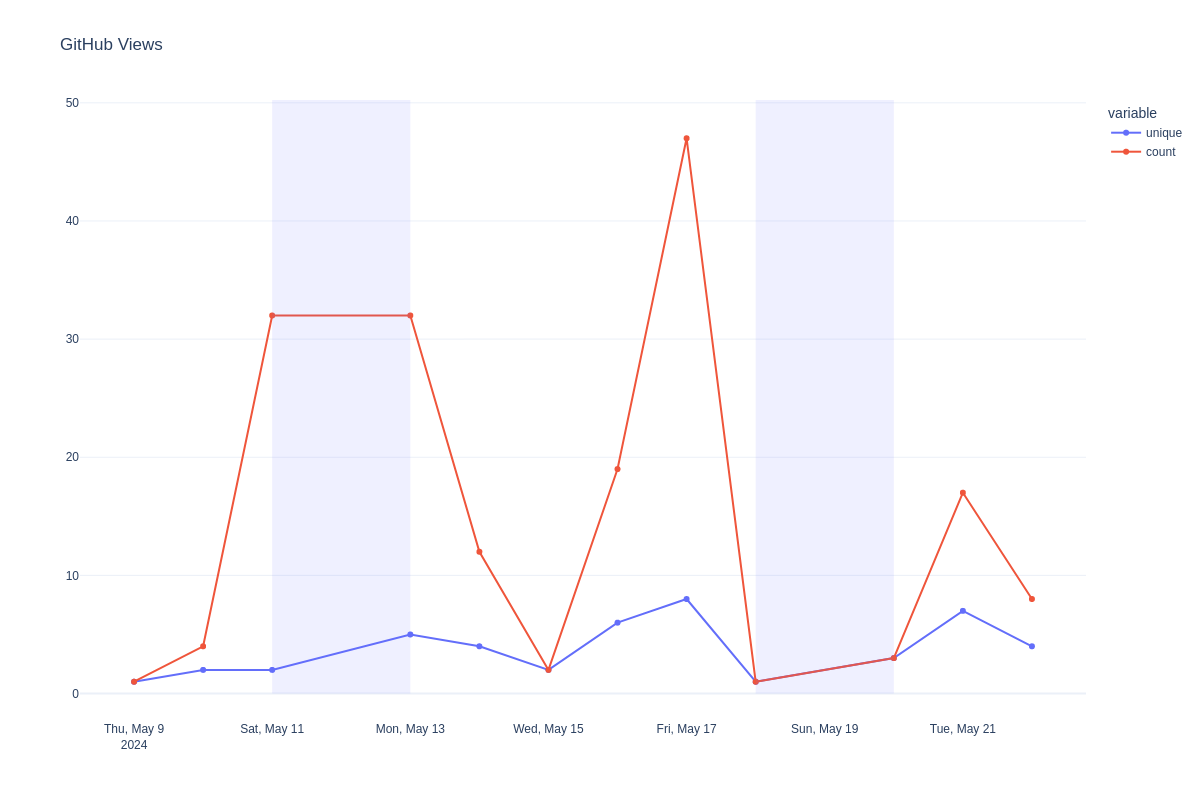 GitHub Views
50
40
30
20
10
0
Thu, May 9
2024
Sat, May 11
Mon, May 13
Wed, May 15
Fri, May 17
Sun, May 19
Tue, May 21
variable
unique
count